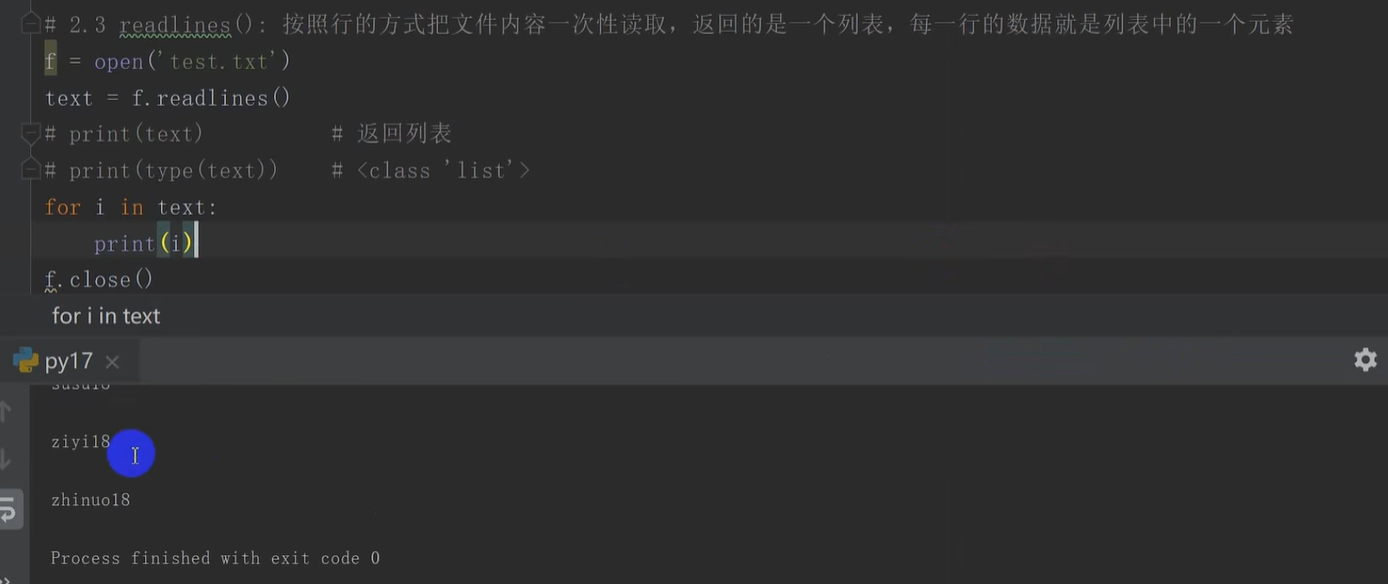 # 2.3 readlines(): 按照行的方式把文件内容一次性读取，返回的是一个列表，每一行的数据就是列表中的一个元素
f = open('test.txt')
text = f.readlines()
# print(text) # 返回列表
# print(type(text)) # <class 'list'>
for i in text:
print(i)
f.close()
for i in text
py17
ziyi18
zhinuo18
Process finished with exit code 0